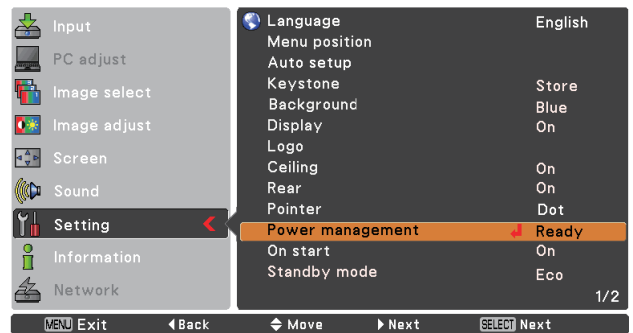 Input
PC adjust
Image select
Image adjust
Screen
Sound
Setting
Information
Network
Language English
Menu position
Auto setup
Keystone Store
Background Blue
Display On
Logo
Ceiling On
Rear On
Pointer Dot
Power management Ready
On start On
Standby mode Eco
1/2
MENU Exit Back Move Next SELECT Next